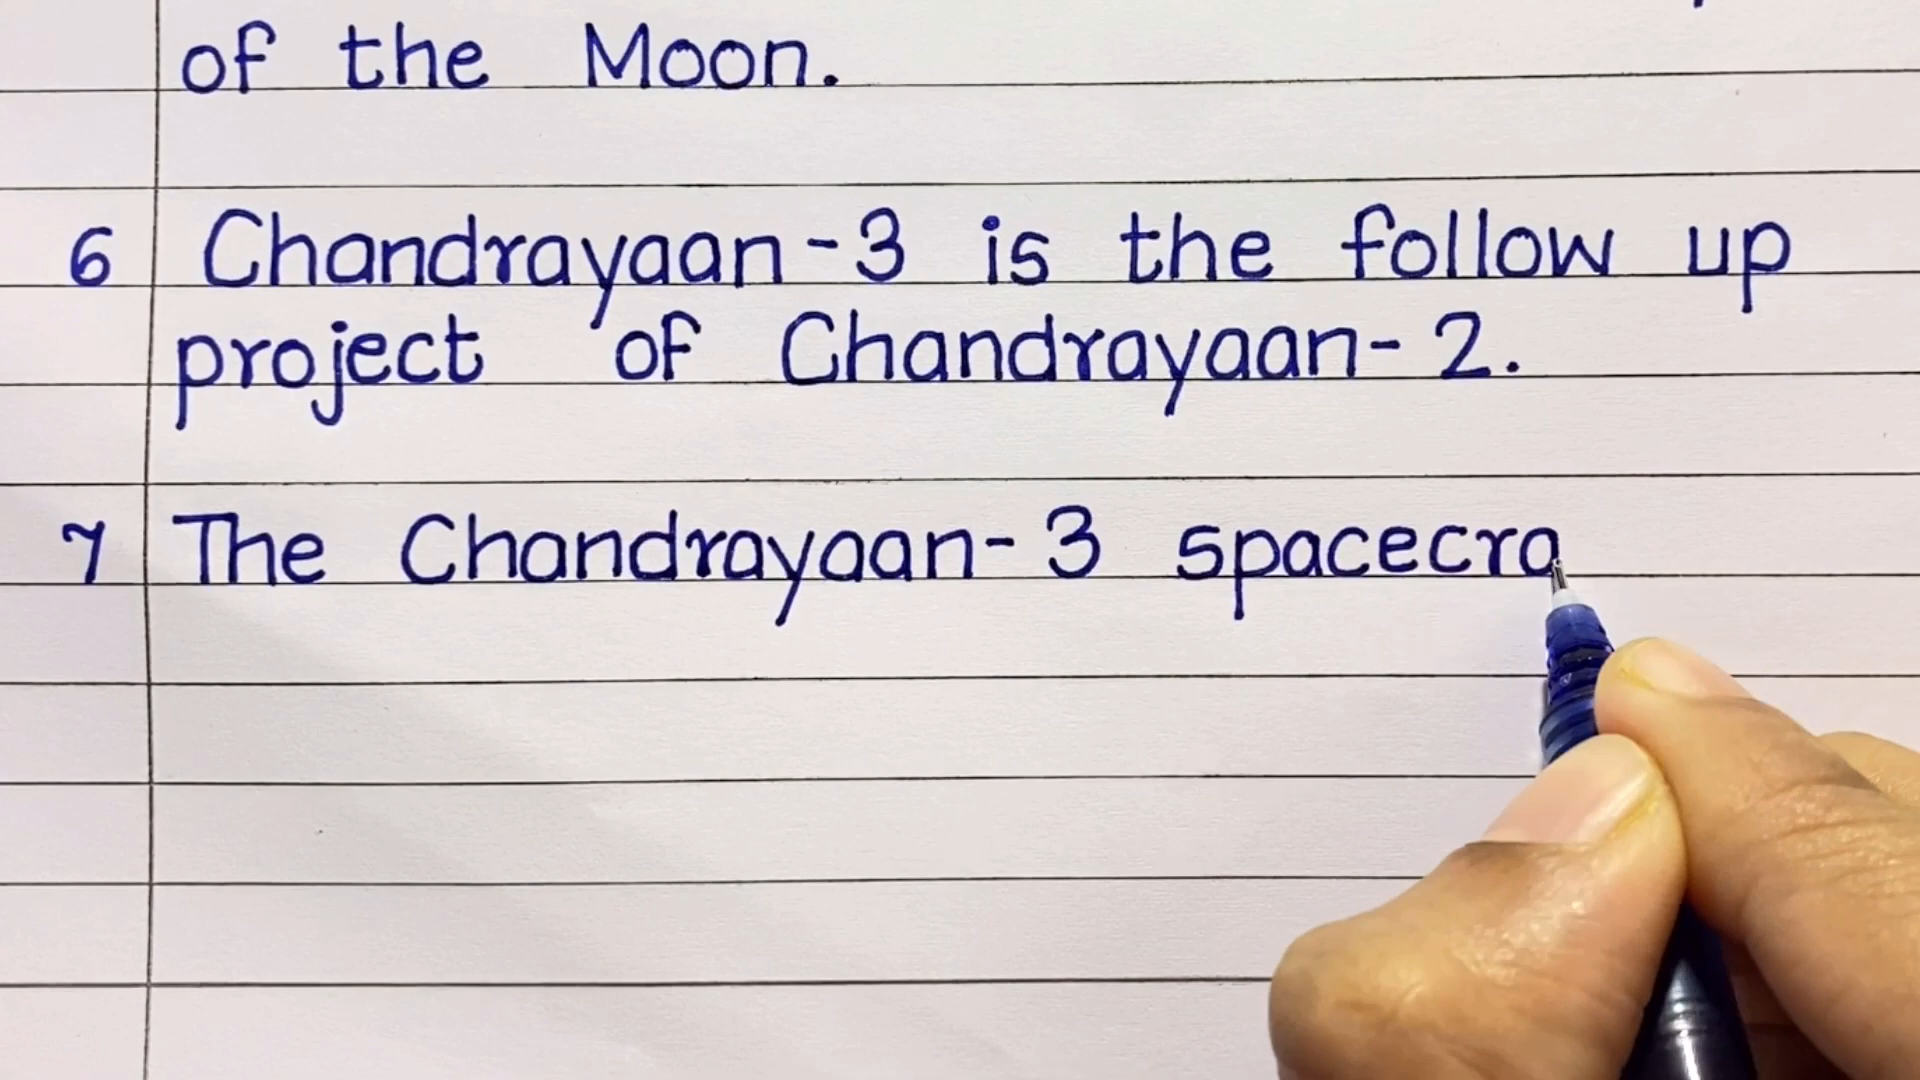 of the Moon.
6 Chandrayaan-3 is the follow up
project of Chandrayaan-2.
7 The Chandrayaan-3 spacecra